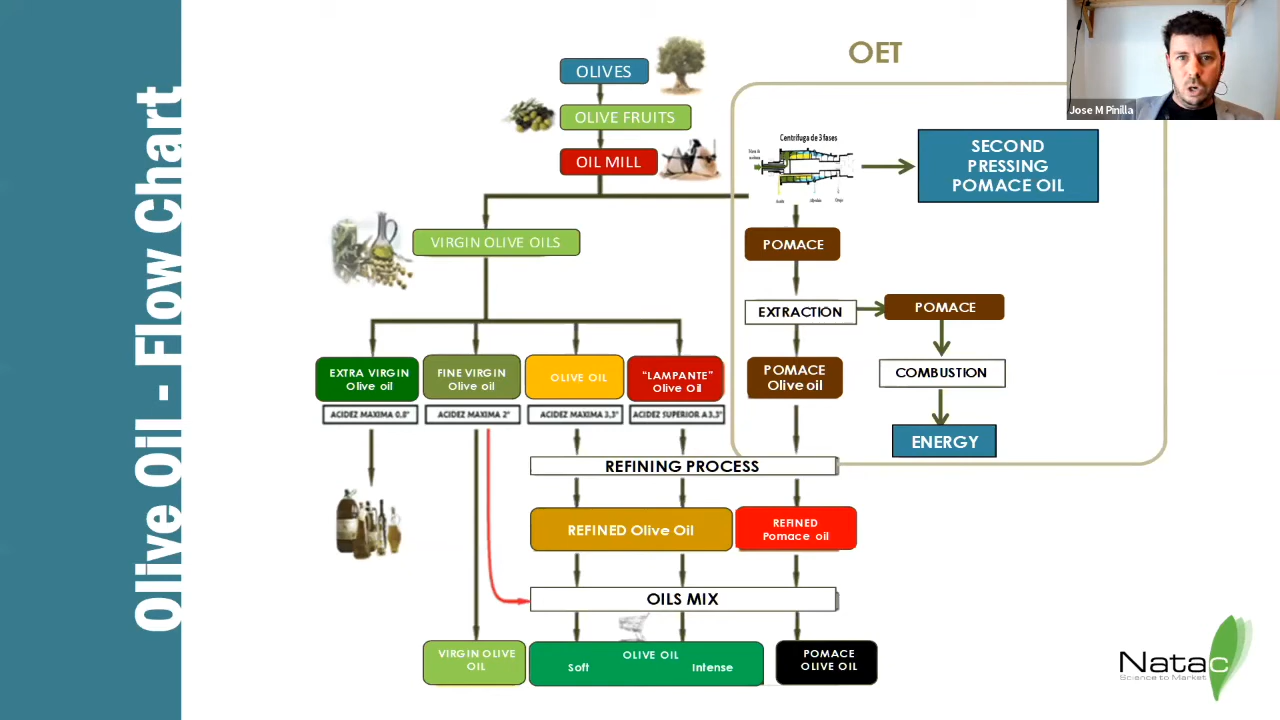 Olive Oil - Flow Chart
OET
Jose M Pinilla
OLIVES
OLIVE FRUITS
OIL MILL
Centrífuga de 3 fases
SECOND
PRESSING
POMACE OIL
VIRGIN OLIVE OILS
POMACE
EXTRACTION
POMACE
COMBUSTION
ENERGY
EXTRA VIRGIN
Olive oil
FINE VIRGIN
Olive oil
OLIVE OIL
“LAMPANTE”
Olive Oil
POMACE
Olive oil
ACIDEZ MAXIMA 0,8°
ACIDEZ MAXIMA 2°
ACIDEZ MAXIMA 3,3°
ACIDEZ SUPERIOR A 3,3°
REFINING PROCESS
REFINED Olive Oil
REFINED
Pomace oil
OILS MIX
VIRGIN OLIVE
OIL
OLIVE OIL
Soft Intense
POMACE
OLIVE OIL
Natac
Science to Market